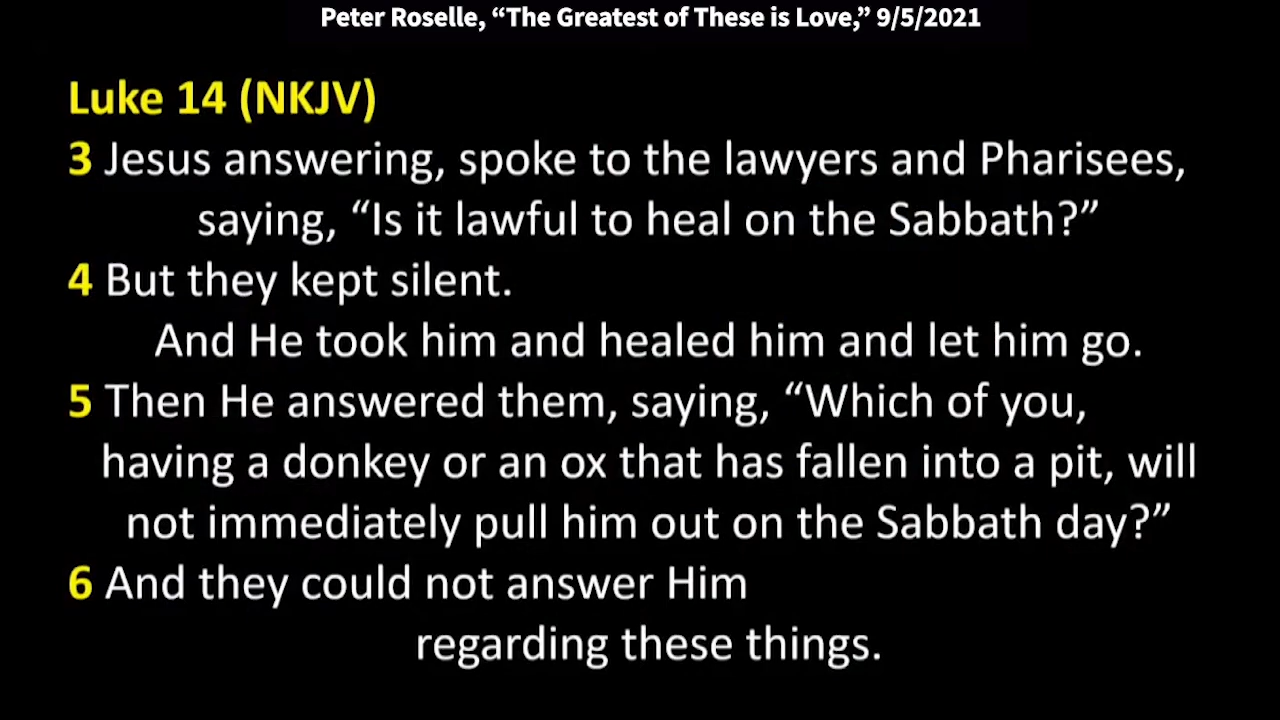 Peter Roselle, “The Greatest of These is Love,” 9/5/2021
Luke 14 (NKJV)
3 Jesus answering, spoke to the lawyers and Pharisees,
saying, “Is it lawful to heal on the Sabbath?”
4 But they kept silent.
And He took him and healed him and let him go.
5 Then He answered them, saying, “Which of you,
having a donkey or an ox that has fallen into a pit, will
not immediately pull him out on the Sabbath day?”
6 And they could not answer Him
regarding these things.